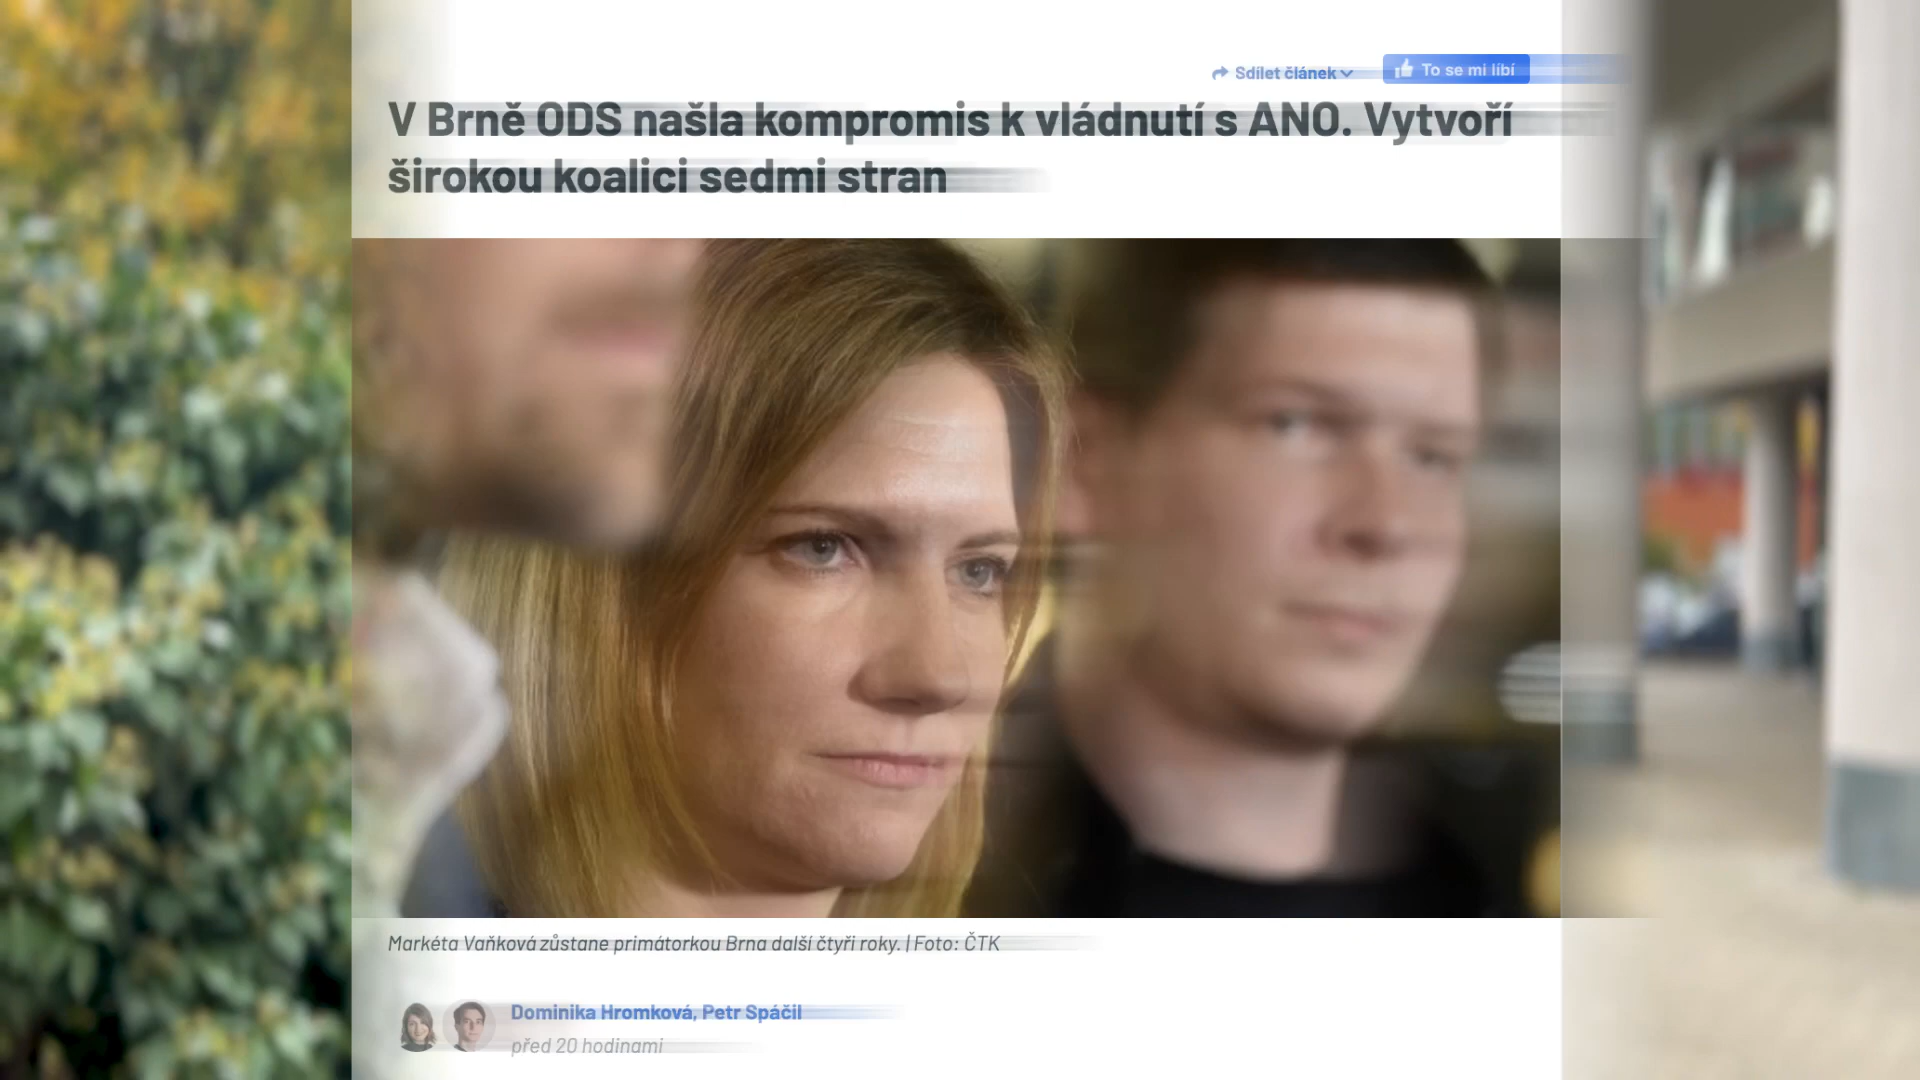 Sdílet článek
To se mi líbí
V Brně ODS našla kompromis k vládnutí s ANO. Vytvoří
širokou koalici sedmi stran
Markéta Vaňková zůstane primátorkou Brna další čtyři roky. | Foto: ČTK
Dominika Hromková, Petr Spáčil
před 20 hodinami